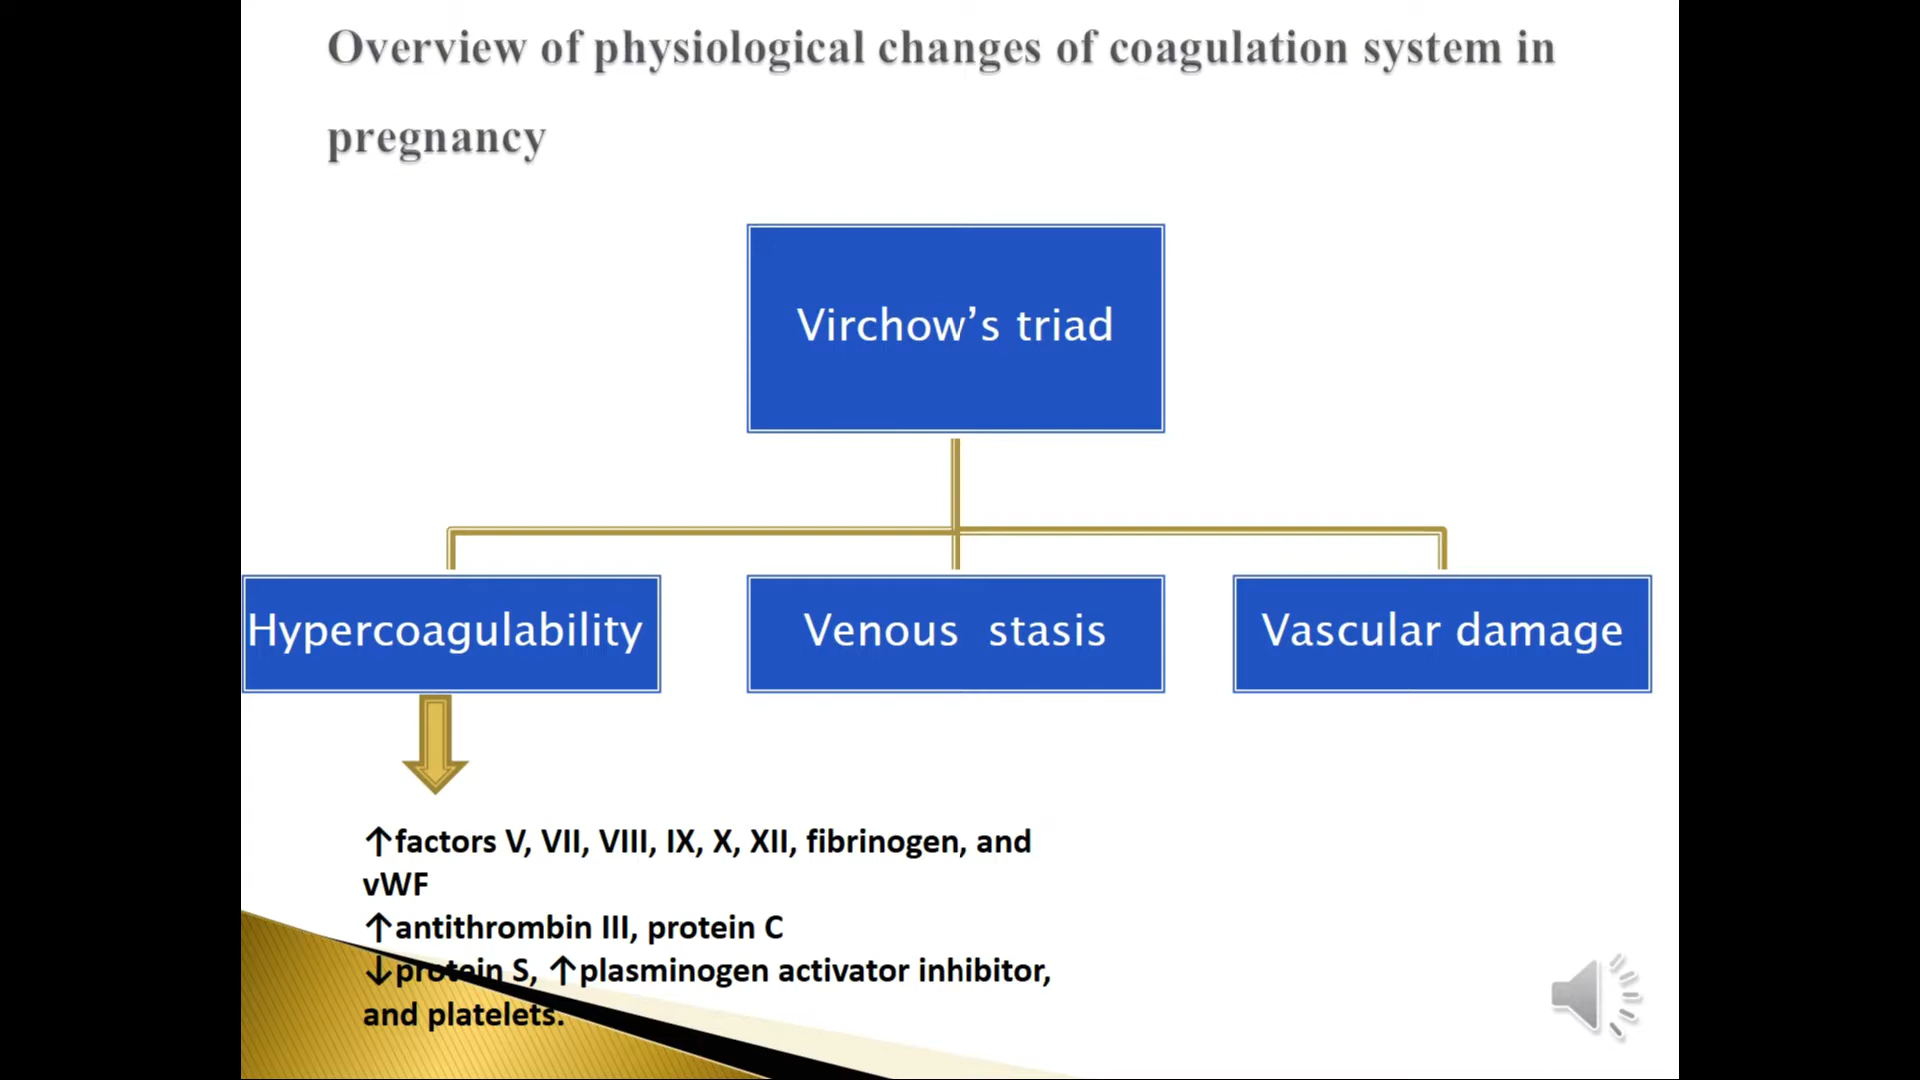 Overview of physiological changes of coagulation system in
pregnancy
Virchow’s triad
Hypercoagulability
Venous stasis
Vascular damage
↑factors V, VII, VIII, IX, X, XII, fibrinogen, and
vWF
↑antithrombin III, protein C
↓protein S, ↑plasminogen activator inhibitor,
and platelets.